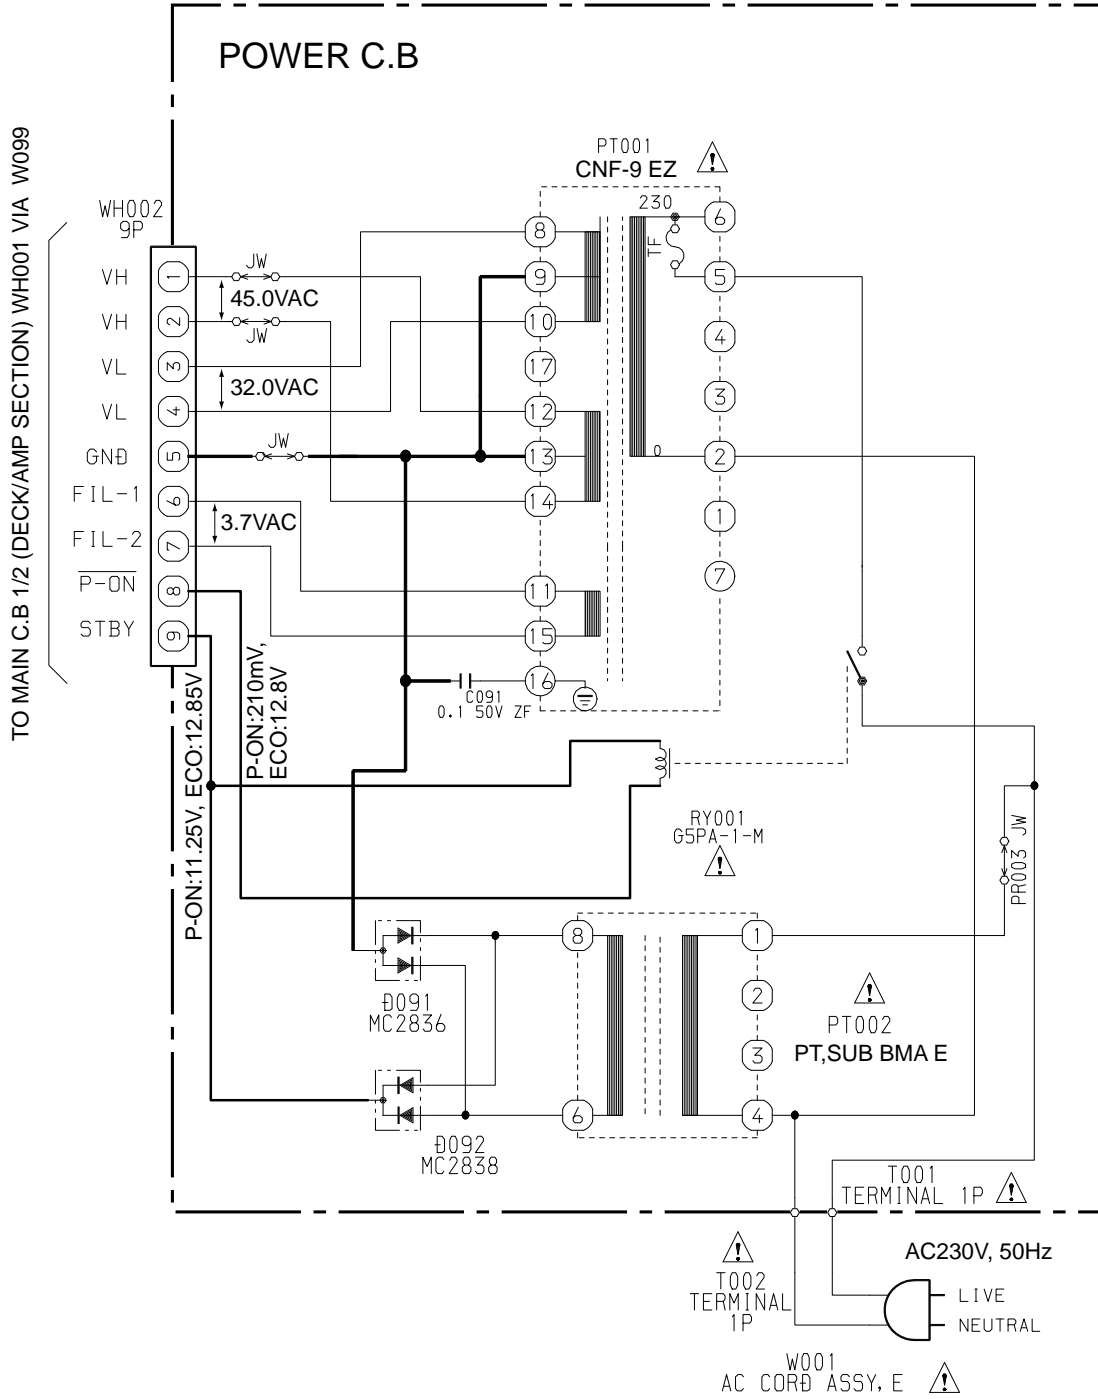 POWER C.B
TO MAIN C.B 1/2 (DECK/AMP SECTION) WH001 VIA W099
WH002
9P
VH
VH
VL
VL
GND
FIL-1
FIL-2
P-ON
STBY
1
2
3
4
5
6
7
8
9
JW
45.0VAC
JW
32.0VAC
JW
3.7VAC
P-ON:11.25V, ECO:12.85V
P-ON:210mV,
ECO:12.8V
PT001
CNF-9 EZ
!
230
TF
0
8
9
10
17
12
13
14
11
15
16
6
5
4
3
2
1
7
C091
0.1 50V ZF
RY001
G5PA-1-M
!
PR003 JW
D091
MC2836
D092
MC2838
8
6
1
2
3
4
!
PT002
PT,SUB BMA E
T001
TERMINAL 1P
!
!
T002
TERMINAL
1P
AC230V, 50Hz
LIVE
NEUTRAL
W001
AC CORD ASSY, E
!